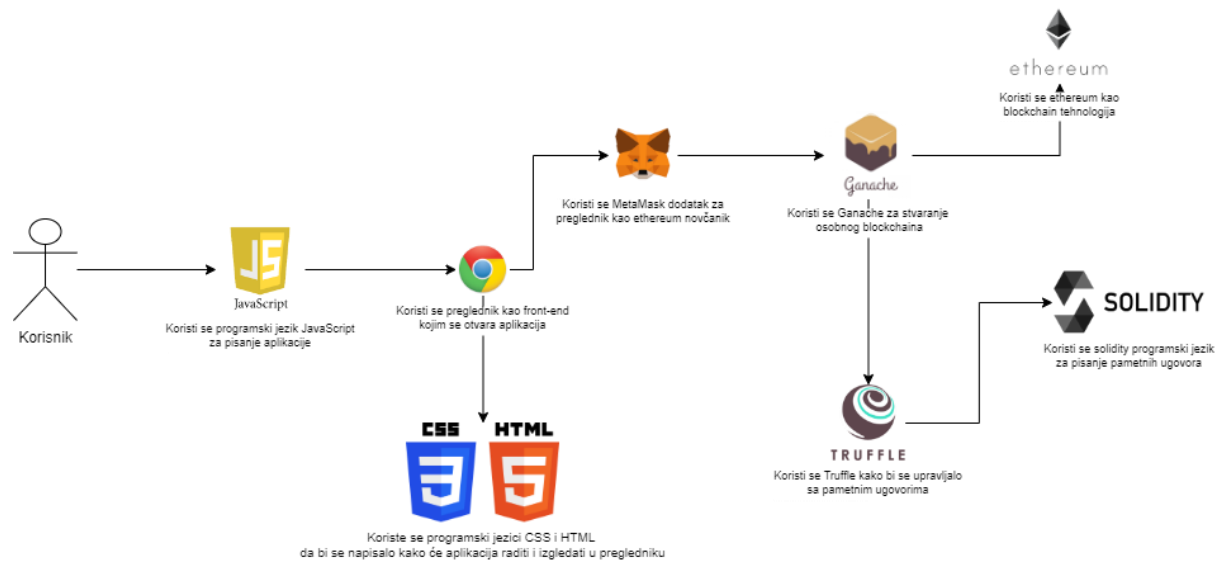 ethereum
Koristi se ethereum kao
blockchain tehnologija
Ganache
Koristi se MetaMask dodatak za
preglednik kao ethereum novčanik
Koristi se Ganache za stvaranje
osobnog blockchaina
Korisnik
JS
JavaScript
Koristi se programski jezik JavaScript
za pisanje aplikacije
Koristi se preglednik kao front-end
kojim se otvara aplikacija
SOLIDITY
Koristi se solidity programski jezik
za pisanje pametnih ugovora
TRUFFLE
Koristi se Truffle kako bi se upravljalo
sa pametnim ugovorima
CSS
3
HTML
5
Koriste se programski jezici CSS i HTML
da bi se napisalo kako će aplikacija raditi i izgledati u pregledniku